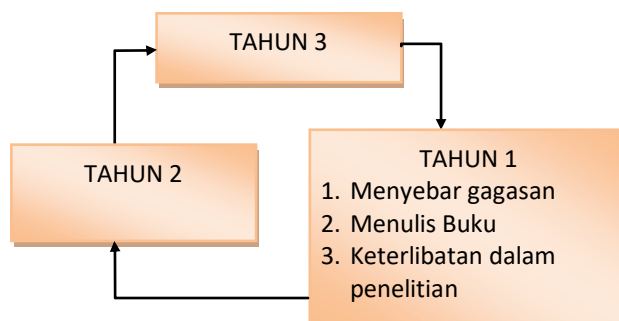 TAHUN 3
TAHUN 2
TAHUN 1
1. Menyebar gagasan
2. Menulis Buku
3. Keterlibatan dalam
penelitian